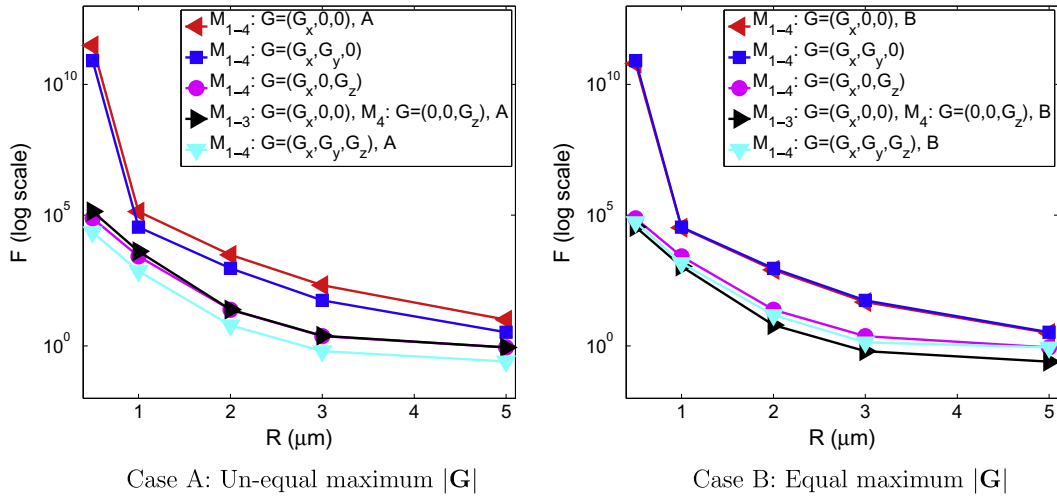 M1−4: G=(Gx,0,0), A
M1−4: G=(Gx,Gy,0)
M1−4: G=(Gx,0,Gz)
M1−3: G=(Gx,0,0), M4: G=(0,0,Gz), A
M1−4: G=(Gx,Gy,Gz), A
10^10
10^5
10^0
F (log scale)
1 2 3 4 5
R (μm)
Case A: Un-equal maximum |G|
M1−4: G=(Gx,0,0), B
M1−4: G=(Gx,Gy,0)
M1−4: G=(Gx,0,Gz)
M1−3: G=(Gx,0,0), M4: G=(0,0,Gz), B
M1−4: G=(Gx,Gy,Gz), B
10^10
10^5
10^0
F (log scale)
1 2 3 4 5
R (μm)
Case B: Equal maximum |G|